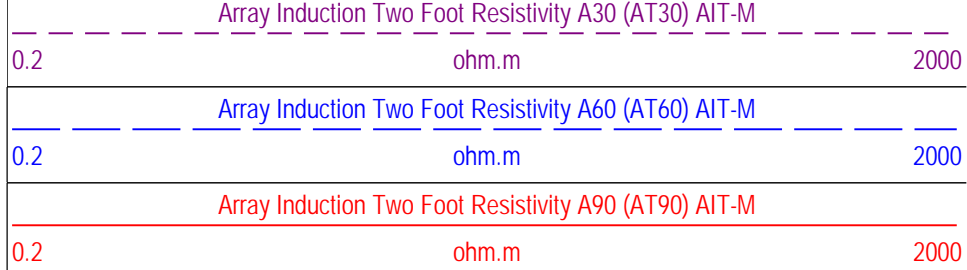 Array Induction Two Foot Resistivity A30 (AT30) AIT-M
0.2 ohm.m 2000
Array Induction Two Foot Resistivity A60 (AT60) AIT-M
0.2 ohm.m 2000
Array Induction Two Foot Resistivity A90 (AT90) AIT-M
0.2 ohm.m 2000